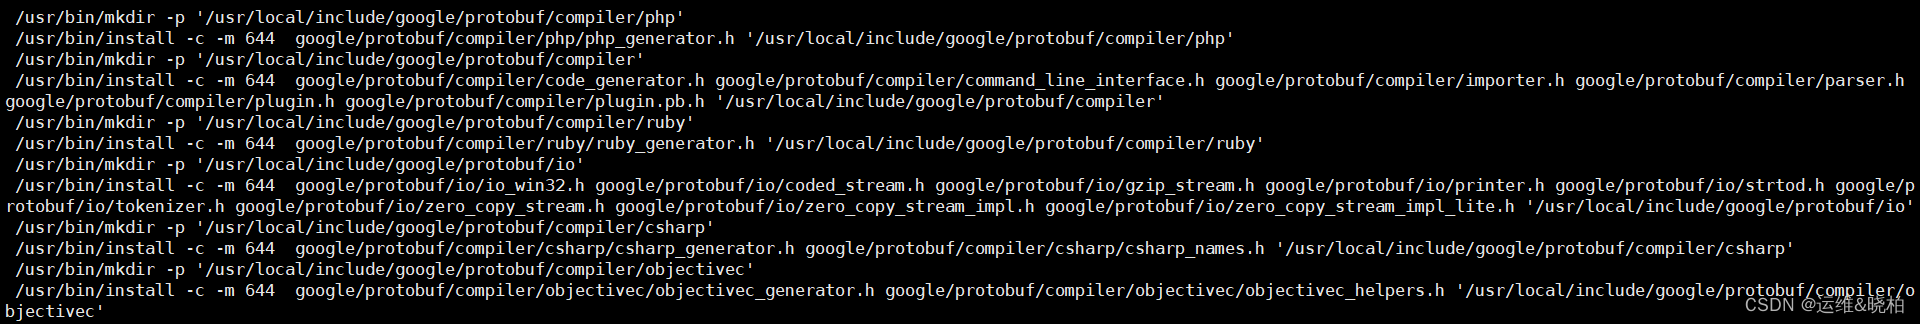 /usr/bin/mkdir -p '/usr/local/include/google/protobuf/compiler/php'
/usr/bin/install -c -m 644  google/protobuf/compiler/php/php_generator.h '/usr/local/include/google/protobuf/compiler/php'
/usr/bin/mkdir -p '/usr/local/include/google/protobuf/compiler'
/usr/bin/install -c -m 644  google/protobuf/compiler/code_generator.h google/protobuf/compiler/command_line_interface.h google/protobuf/compiler/importer.h google/protobuf/compiler/parser.h
google/protobuf/compiler/plugin.h google/protobuf/compiler/plugin.pb.h '/usr/local/include/google/protobuf/compiler'
/usr/bin/mkdir -p '/usr/local/include/google/protobuf/compiler/ruby'
/usr/bin/install -c -m 644  google/protobuf/compiler/ruby/ruby_generator.h '/usr/local/include/google/protobuf/compiler/ruby'
/usr/bin/mkdir -p '/usr/local/include/google/protobuf/io'
/usr/bin/install -c -m 644  google/protobuf/io/io_win32.h google/protobuf/io/coded_stream.h google/protobuf/io/gzip_stream.h google/protobuf/io/printer.h google/protobuf/io/strtod.h google/p
rotobuf/io/tokenizer.h google/protobuf/io/zero_copy_stream.h google/protobuf/io/zero_copy_stream_impl.h google/protobuf/io/zero_copy_stream_impl_lite.h '/usr/local/include/google/protobuf/io'
/usr/bin/mkdir -p '/usr/local/include/google/protobuf/compiler/csharp'
/usr/bin/install -c -m 644  google/protobuf/compiler/csharp/csharp_generator.h google/protobuf/compiler/csharp/csharp_names.h '/usr/local/include/google/protobuf/compiler/csharp'
/usr/bin/mkdir -p '/usr/local/include/google/protobuf/compiler/objectivec'
/usr/bin/install -c -m 644  google/protobuf/compiler/objectivec/objectivec_generator.h google/protobuf/compiler/objectivec/objectivec_helpers.h '/usr/local/include/google/protobuf/compiler/o
bjectivec'
CSDN @运维&晓柏